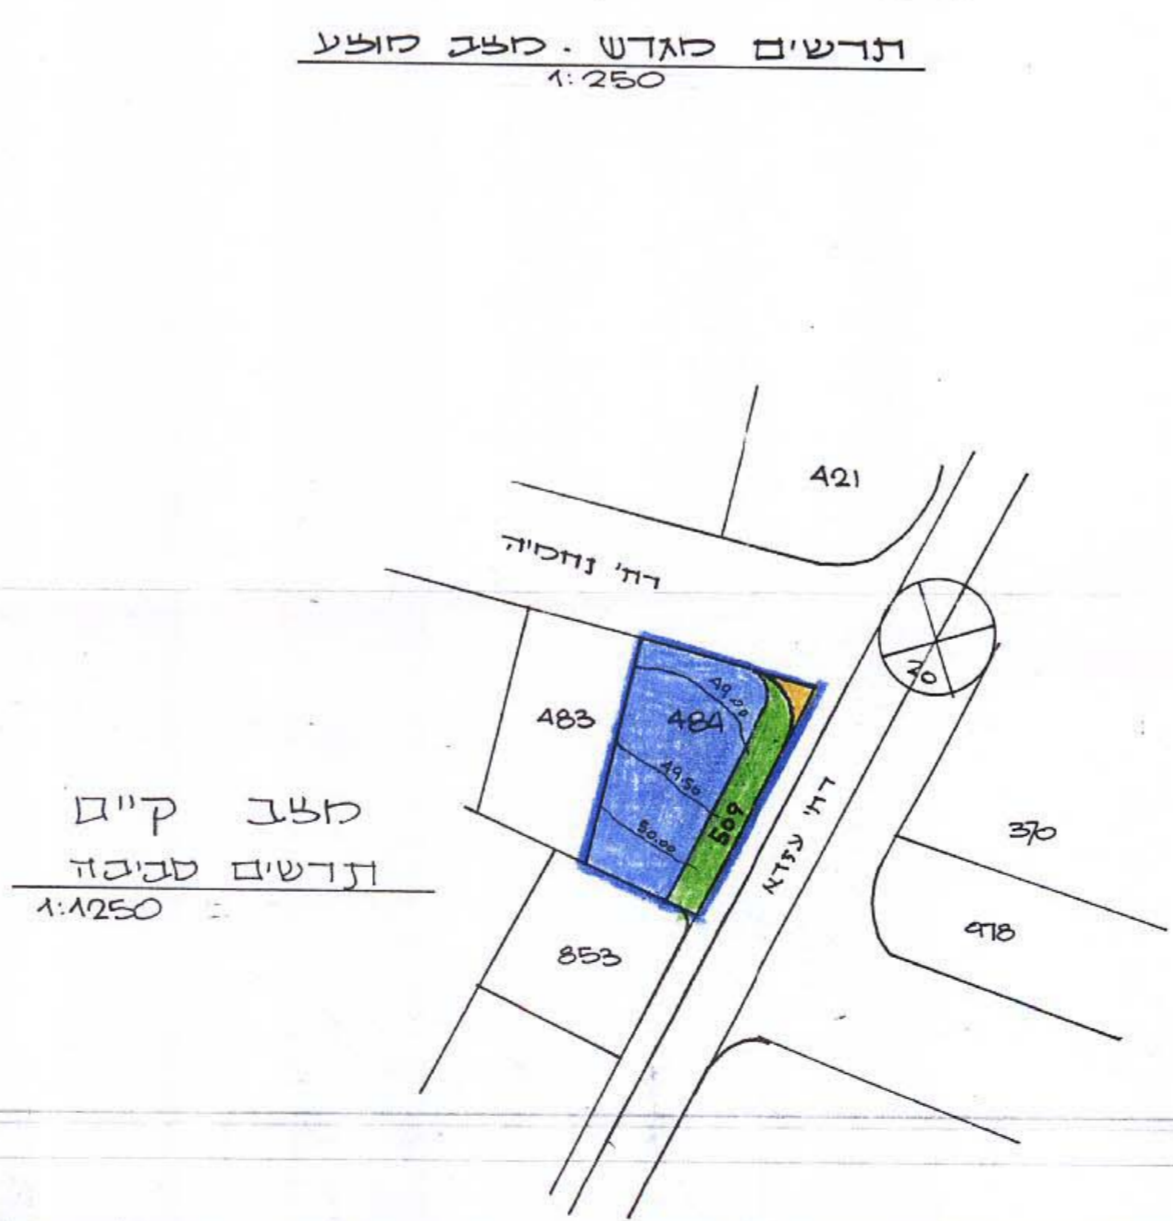 תרשים מגרש . מצב מוצע
1:250
421
רח' נחמיה
20
49.00
483
484
49.50
509
רח' עזרא
50.00
370
מצב קיים
תרשים סביבה
1:1250
978
853